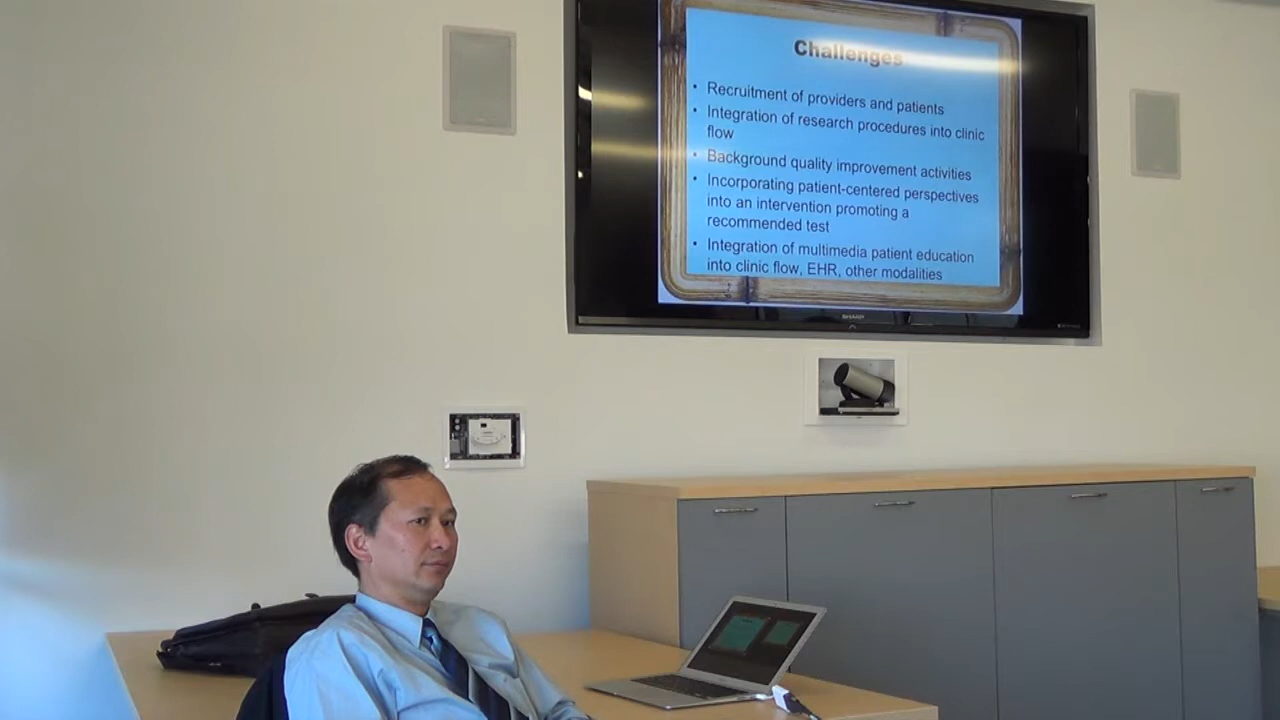 Challenges
• Recruitment of providers and patients
• Integration of research procedures into clinic
flow
• Background quality improvement activities
• Incorporating patient-centered perspectives
into an intervention promoting a
recommended test
• Integration of multimedia patient education
into clinic flow, EHR, other modalities
SHARP